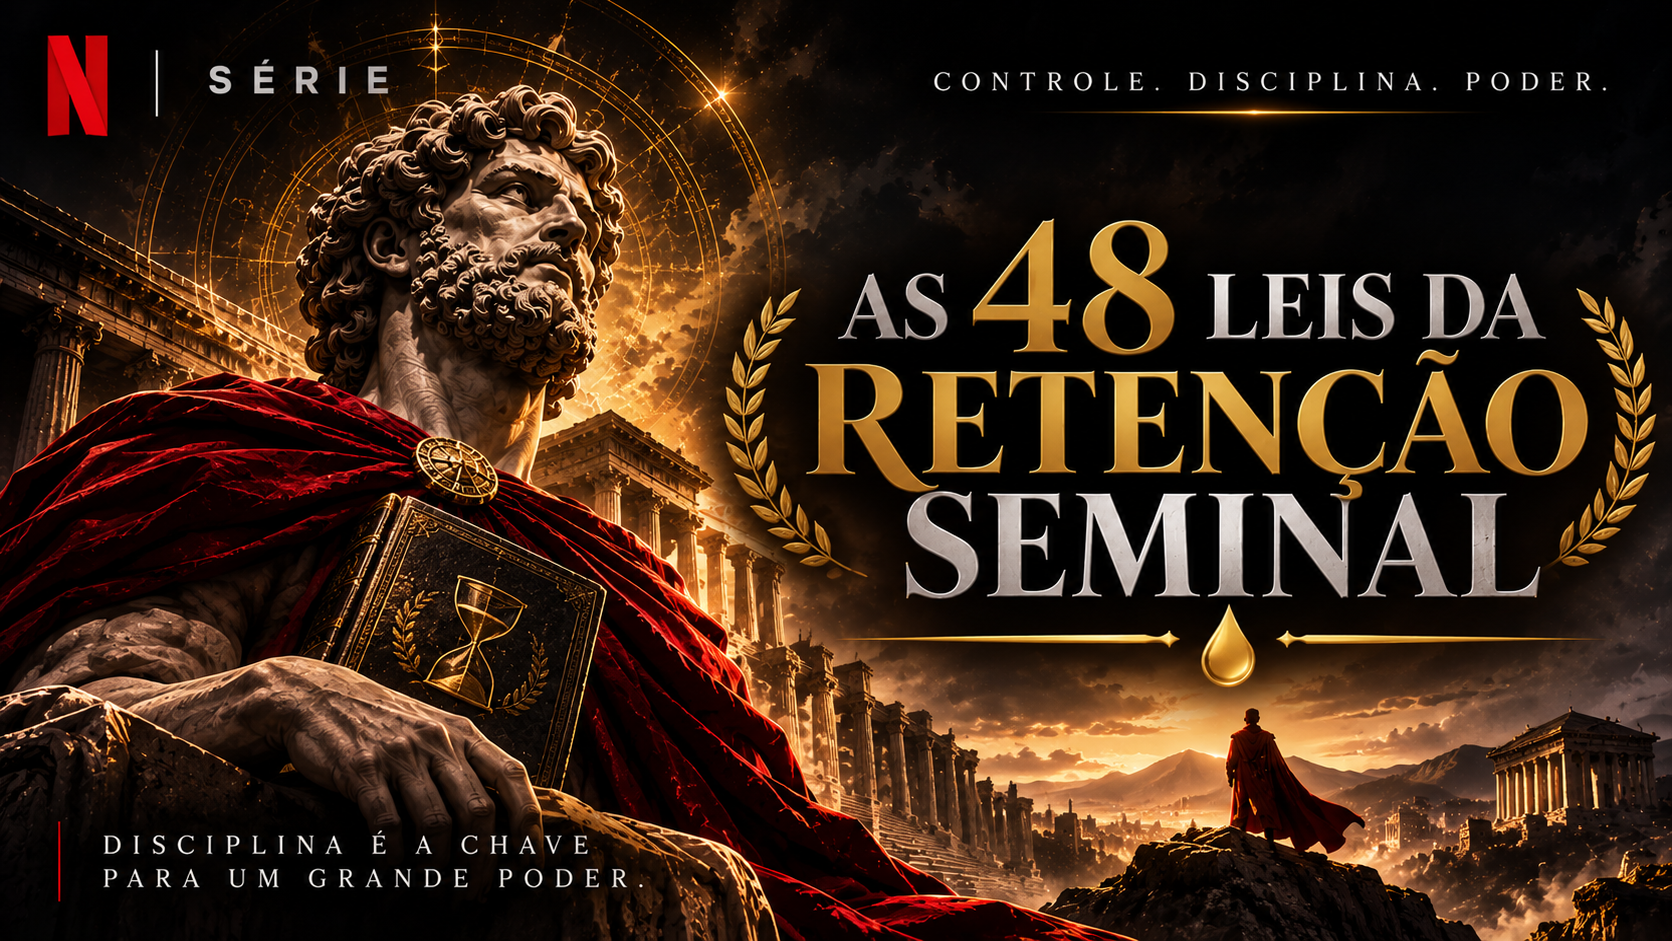 N | SÉRIE
CONTROLE. DISCIPLINA. PODER.
AS 48 LEIS DA
RETENÇÃO
SEMINAL
DISCIPLINA É A CHAVE
PARA UM GRANDE PODER.